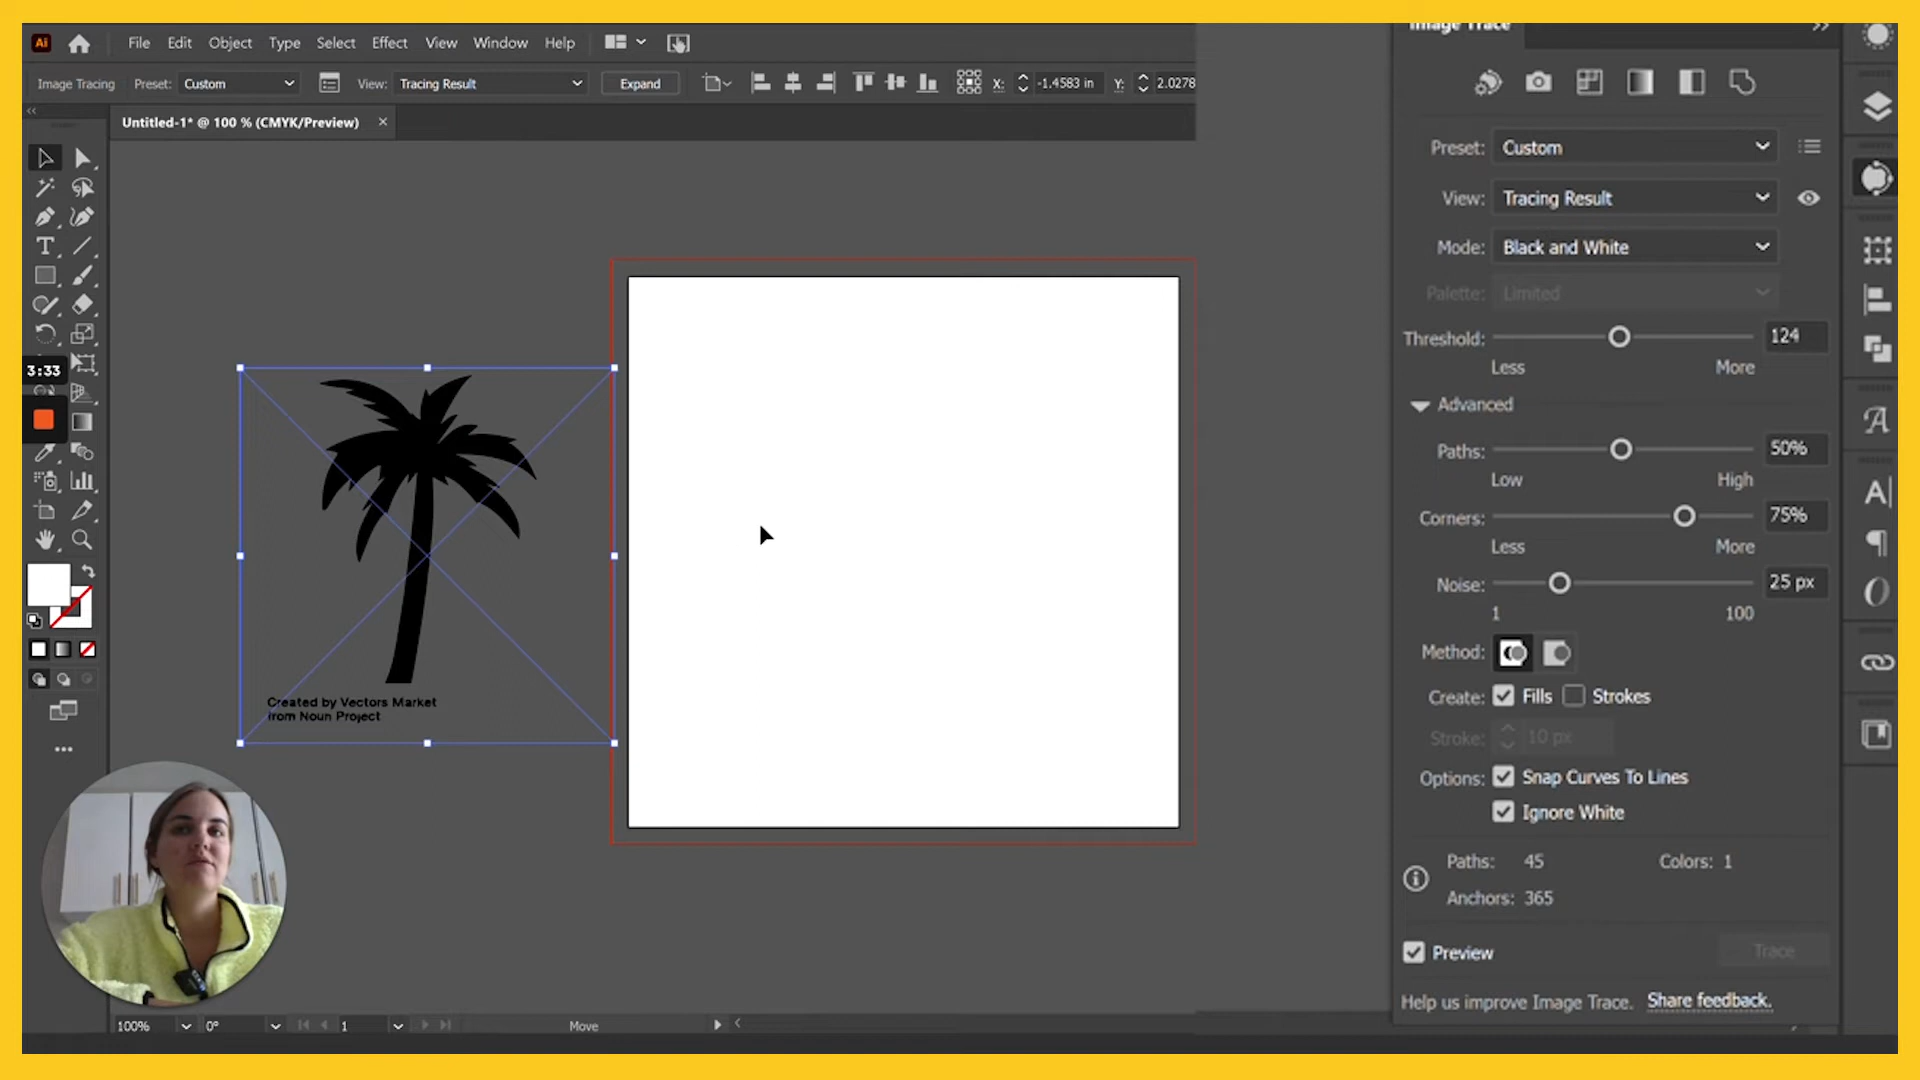 Ai
File Edit Object Type Select Effect View Window Help
Image Tracing Preset: Custom View: Tracing Result Expand X: -1.4583 in Y: 2.0278
Untitled-1* @ 100 % (CMYK/Preview) ×
3:33
Created by Vectors Market
from Noun Project
100% 0° 1 Move
Image Trace
Preset: Custom
View: Tracing Result
Mode: Black and White
Palette: Limited
Threshold: 124
Less More
Advanced
Paths: 50%
Low High
Corners: 75%
Less More
Noise: 25 px
1 100
Method:
Create: Fills Strokes
Stroke: 10 px
Options: Snap Curves To Lines
Ignore White
Paths: 45 Colors: 1
Anchors: 365
Preview Trace
Help us improve Image Trace. Share feedback.